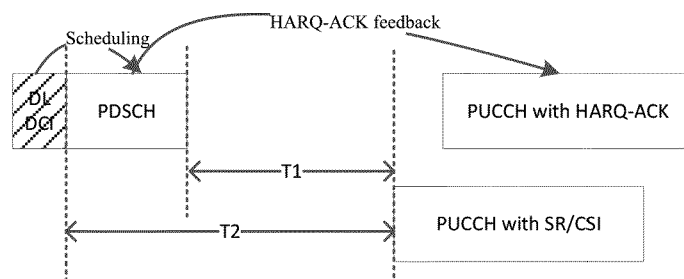 Scheduling
HARQ-ACK feedback
DL
DCI
PDSCH
PUCCH with HARQ-ACK
T1
PUCCH with SR/CSI
T2